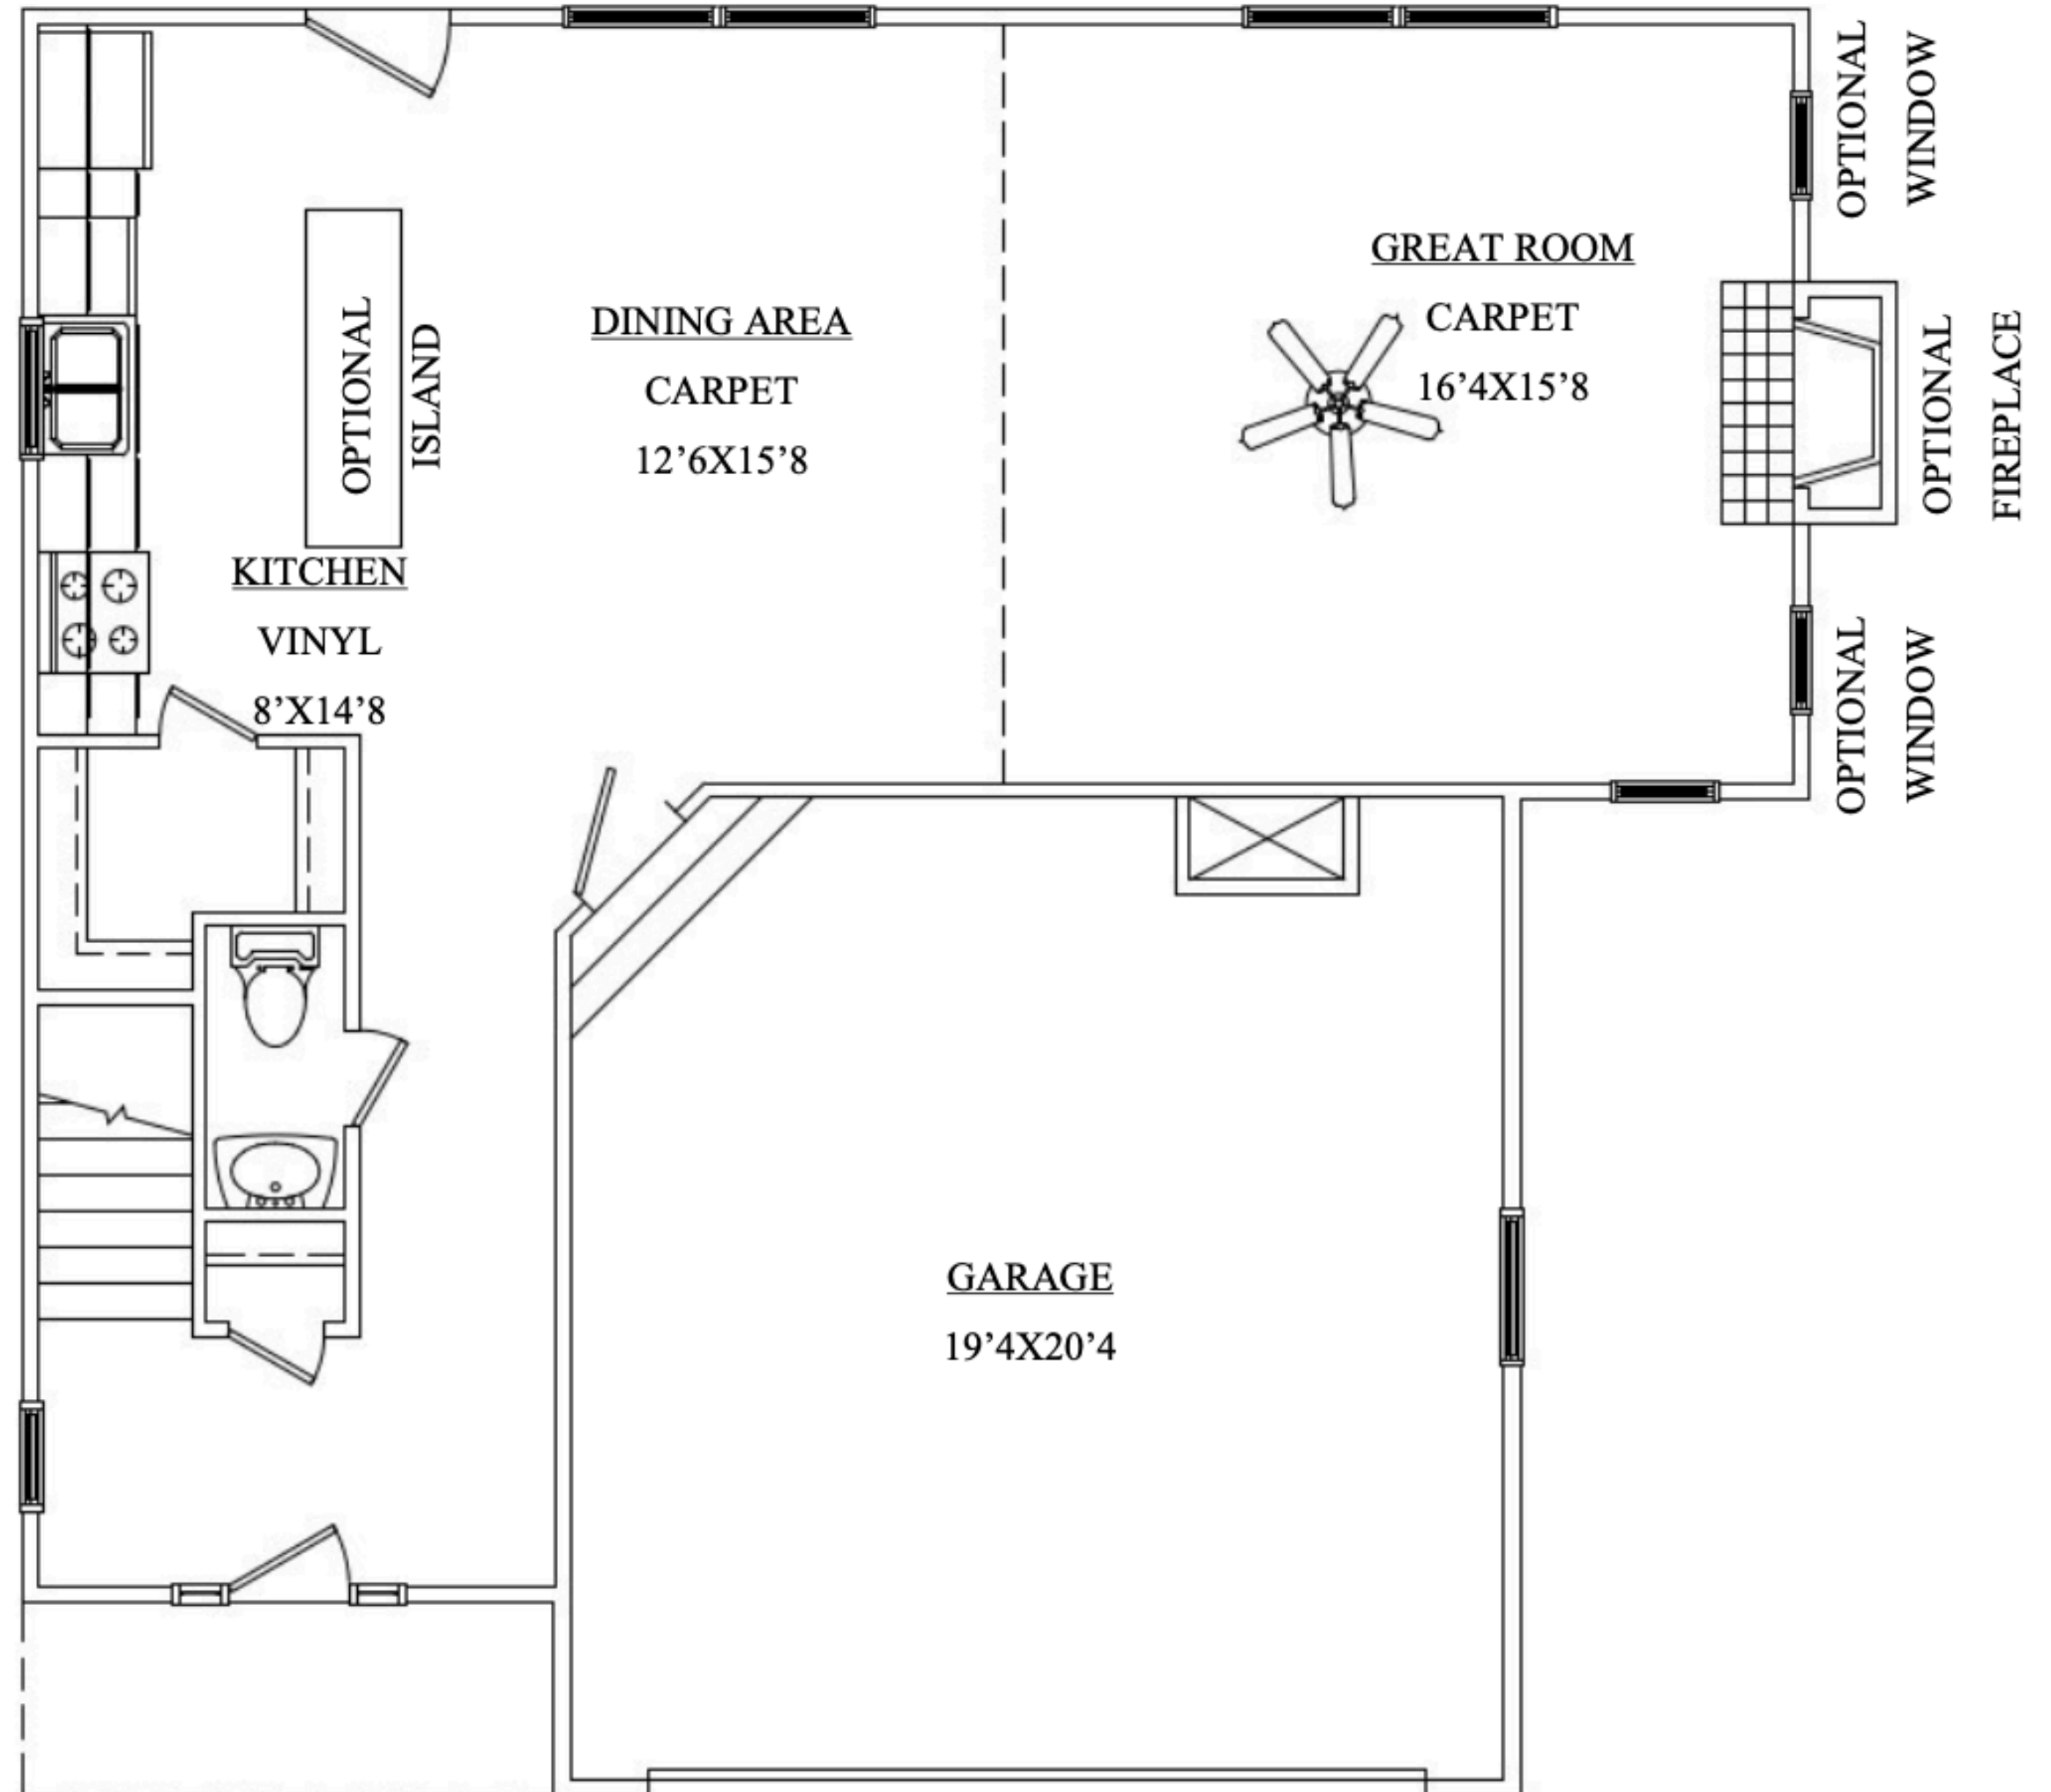 OPTIONAL
WINDOW
GREAT ROOM
CARPET
16’4X15’8
DINING AREA
CARPET
12’6X15’8
OPTIONAL
ISLAND
OPTIONAL
FIREPLACE
KITCHEN
VINYL
8’X14’8
OPTIONAL
WINDOW
GARAGE
19’4X20’4